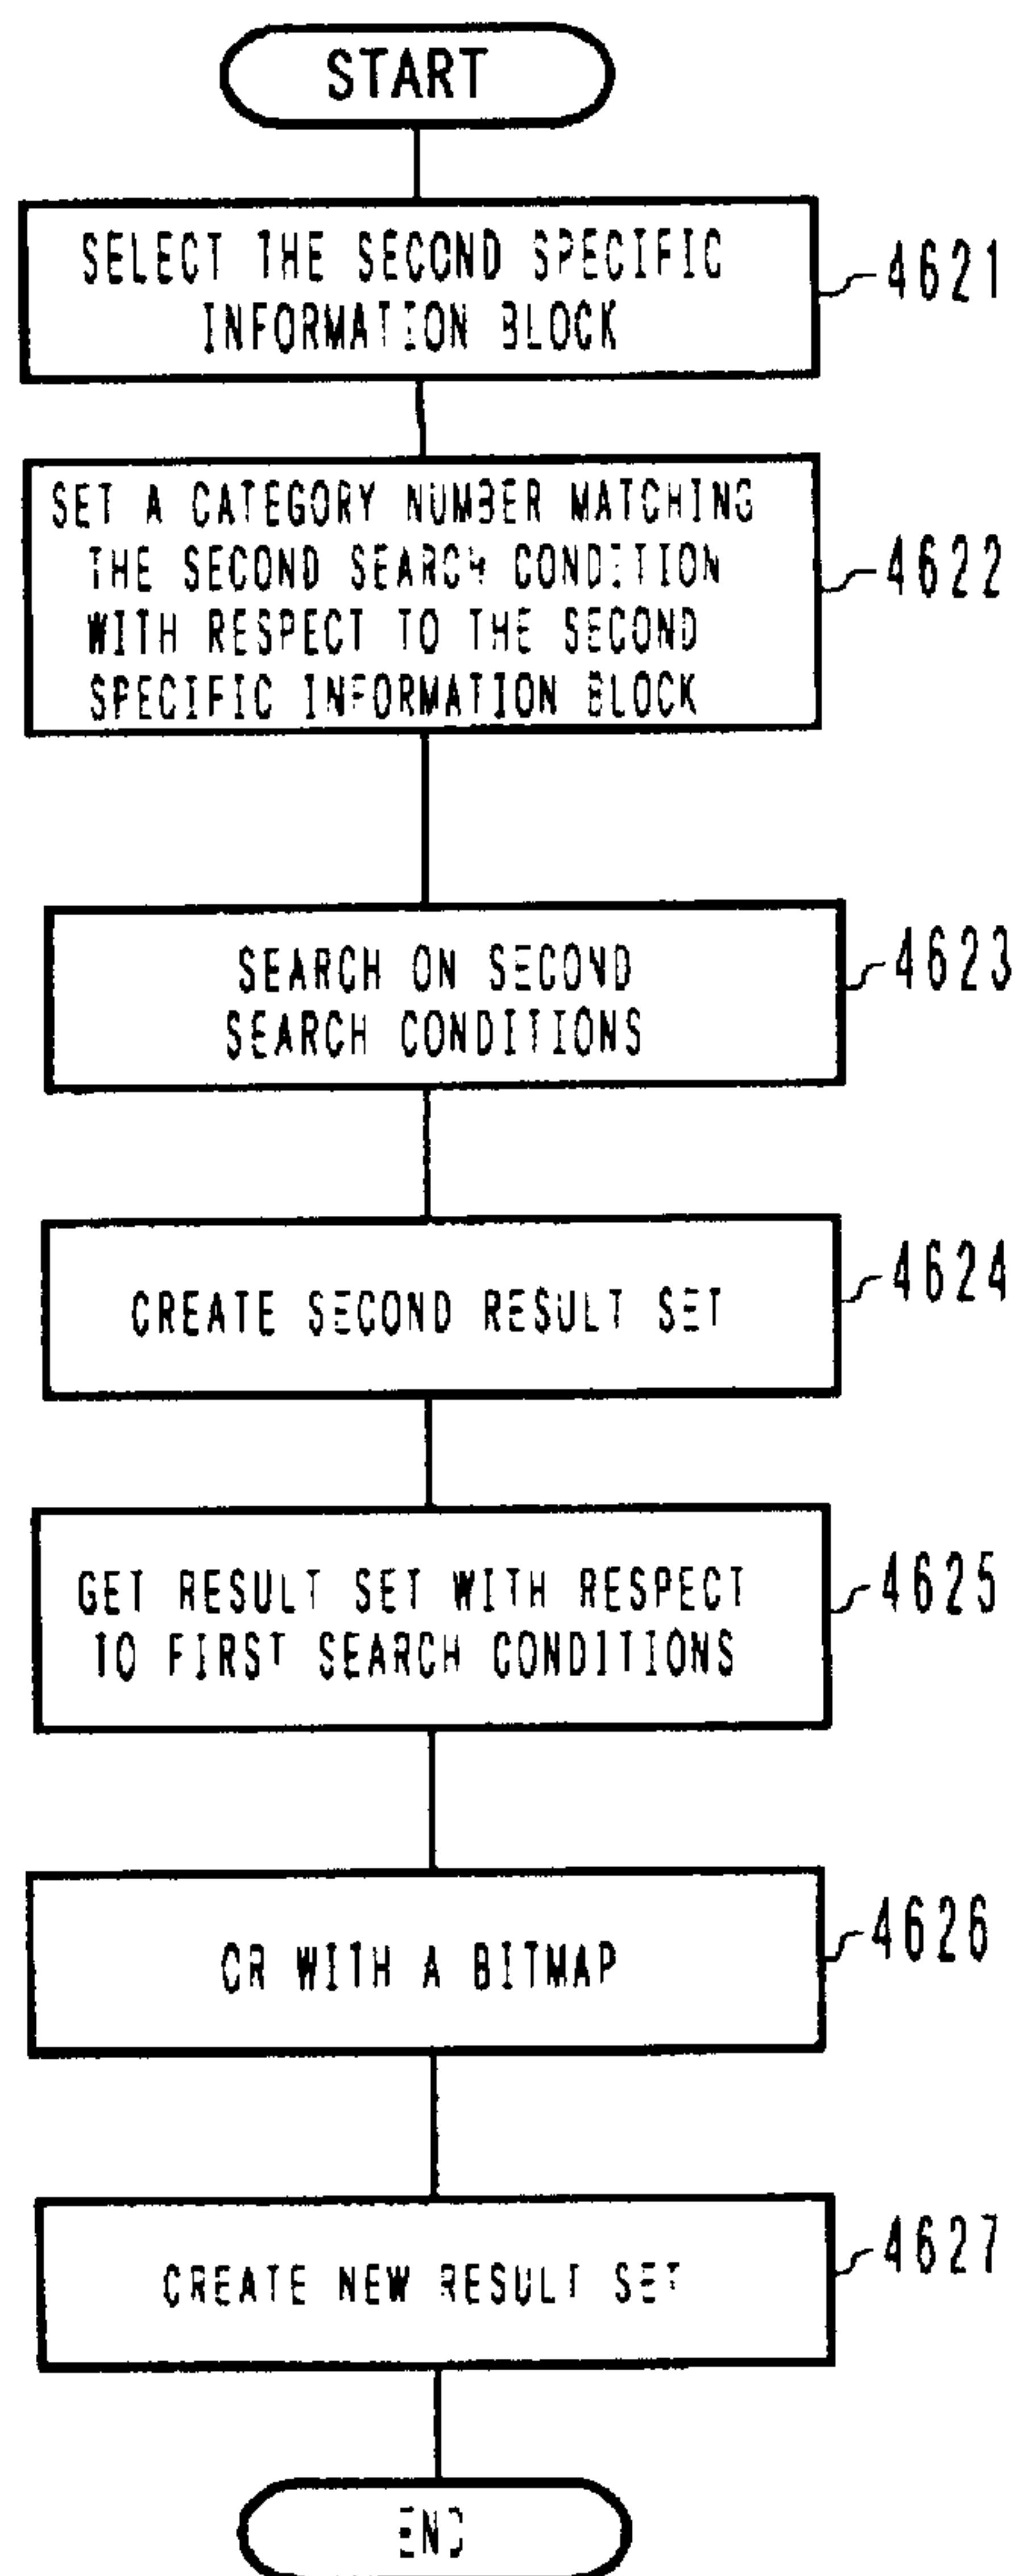 START
SELECT THE SECOND SPECIFIC
INFORMATION BLOCK
4621
SET A CATEGORY NUMBER MATCHING
THE SECOND SEARCH CONDITION
WITH RESPECT TO THE SECOND
SPECIFIC INFORMATION BLOCK
4622
SEARCH ON SECOND
SEARCH CONDITIONS
4623
CREATE SECOND RESULT SET
4624
GET RESULT SET WITH RESPECT
TO FIRST SEARCH CONDITIONS
4625
OR WITH A BITMAP
4626
CREATE NEW RESULT SET
4627
END